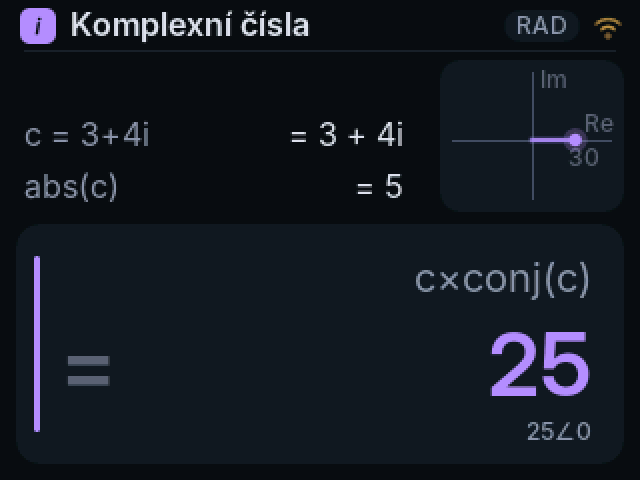 i Komplexní čísla RAD
Im
Re
30
c = 3+4i = 3 + 4i
abs(c) = 5
c×conj(c)
= 25
25∠0